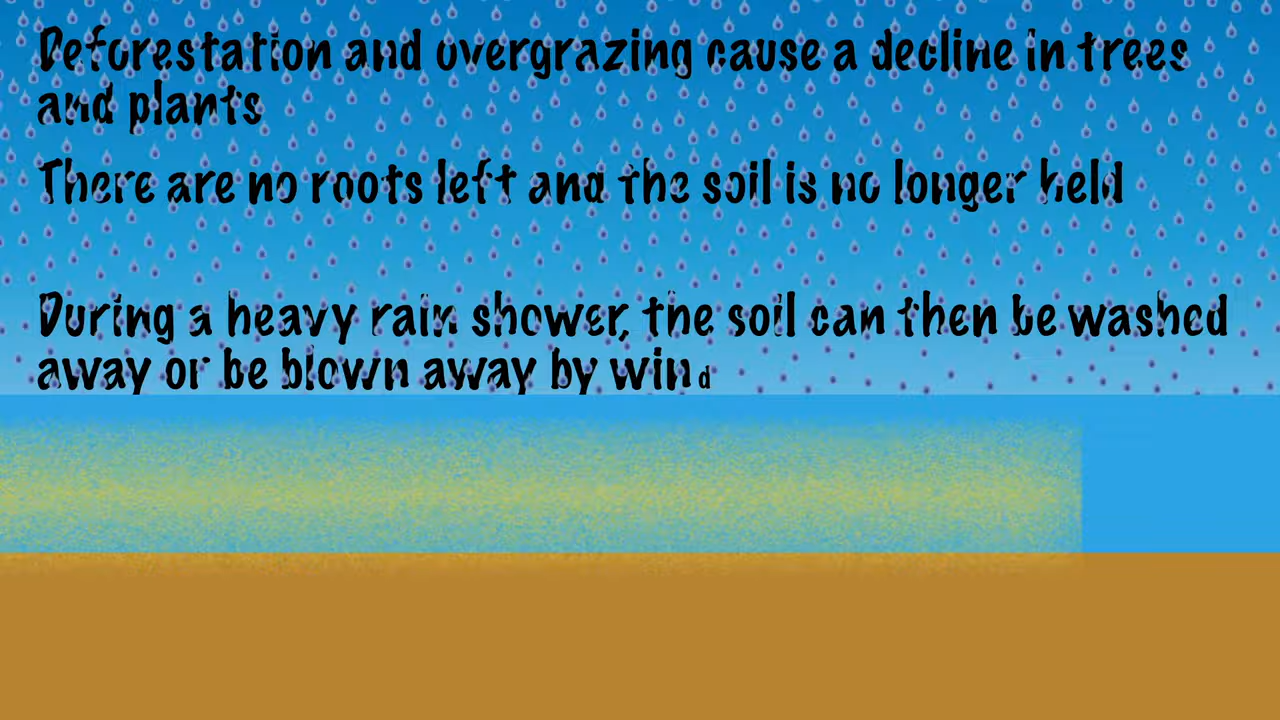 Deforestation and overgrazing cause a decline in trees
and plants
There are no roots left and the soil is no longer held
During a heavy rain shower, the soil can then be washed
away or be blown away by wind